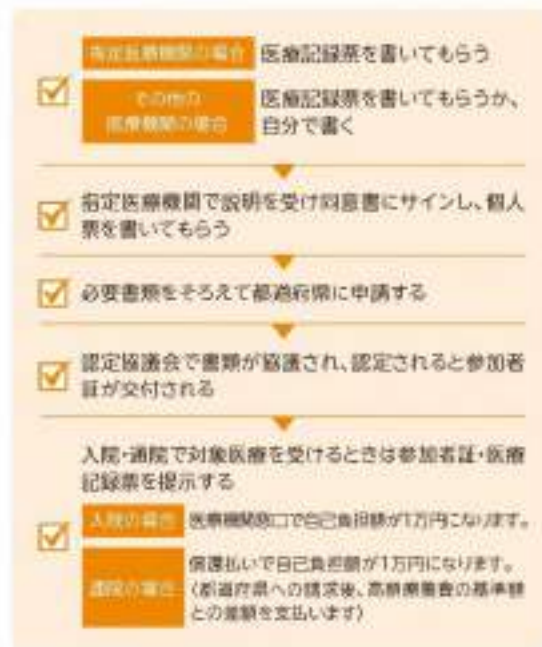 指定医療機関の場合 医療記録票を書いてもらう
その他の
医療機関の場合
医療記録票を書いてもらうか、
自分で書く
指定医療機関で説明を受け同意書にサインし、個人
票を書いてもらう
必要書類をそろえて都道府県に申請する
認定協議会で書類が協議され、認定されると参加者
証が交付される
入院・通院で対象医療を受けるときは参加者証・医療
記録票を提示する
入院の場合 医療機関窓口で自己負担額が1万円になります。
通院の場合
償還払いで自己負担額が1万円になります。
(都道府県への請求後、高額療養費の基準額
との差額を支払います)